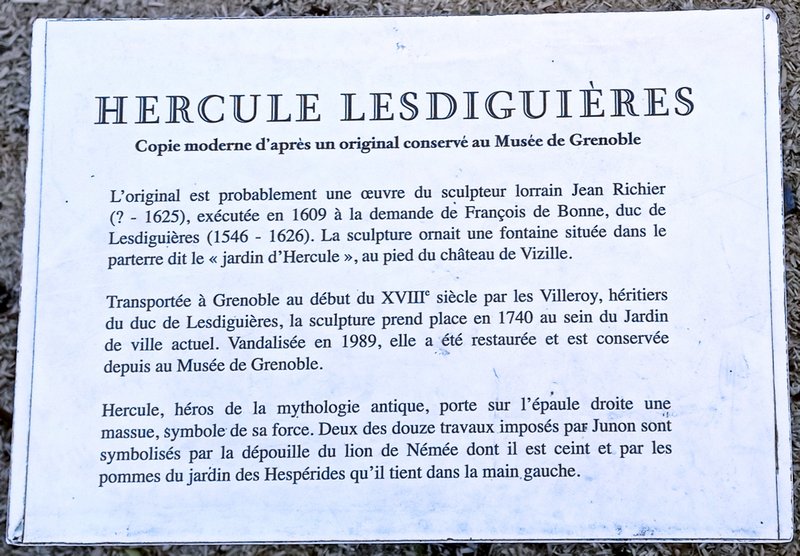 HERCULE LESDIGUIÈRES
Copie moderne d'après un original conservé au Musée de Grenoble
L'original est probablement une œuvre du sculpteur lorrain Jean Richier
(? - 1625), exécutée en 1609 à la demande de François de Bonne, duc de
Lesdiguières (1546 - 1626). La sculpture ornait une fontaine située dans le
parterre dit le « jardin d'Hercule », au pied du château de Vizille.
Transportée à Grenoble au début du XVIIIe siècle par les Villeroy, héritiers
du duc de Lesdiguières, la sculpture prend place en 1740 au sein du Jardin
de ville actuel. Vandalisée en 1989, elle a été restaurée et est conservée
depuis au Musée de Grenoble.
Hercule, héros de la mythologie antique, porte sur l'épaule droite une
massue, symbole de sa force. Deux des douze travaux imposés par Junon sont
symbolisés par la dépouille du lion de Némée dont il est ceint et par les
pommes du jardin des Hespérides qu'il tient dans la main gauche.